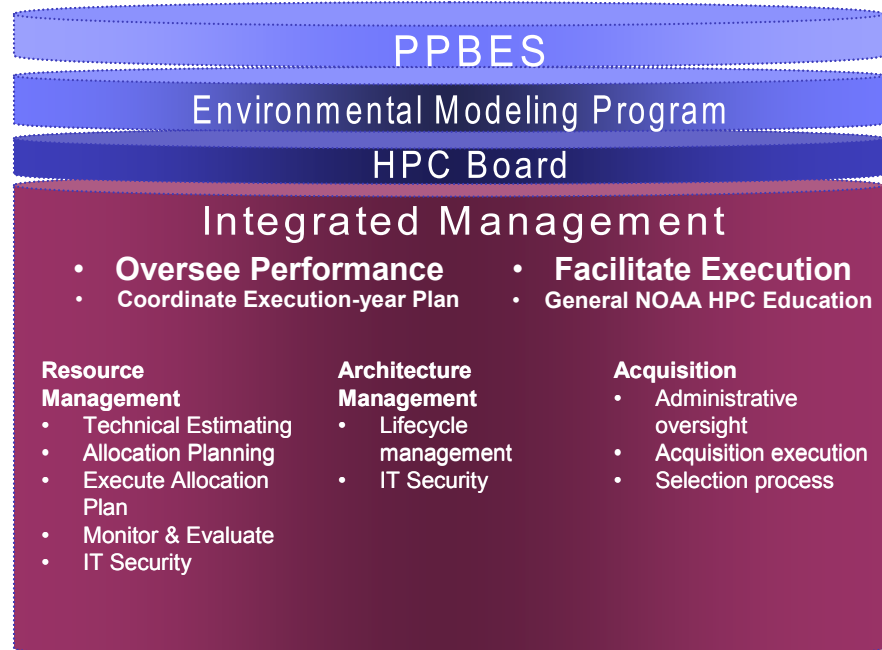 PPBES
Environmental Modeling Program
HPC Board
Integrated Management
• Oversee Performance
• Coordinate Execution-year Plan
• Facilitate Execution
• General NOAA HPC Education
Resource
Management
• Technical Estimating
• Allocation Planning
• Execute Allocation
Plan
• Monitor & Evaluate
• IT Security
Architecture
Management
• Lifecycle
management
• IT Security
Acquisition
• Administrative
oversight
• Acquisition execution
• Selection process